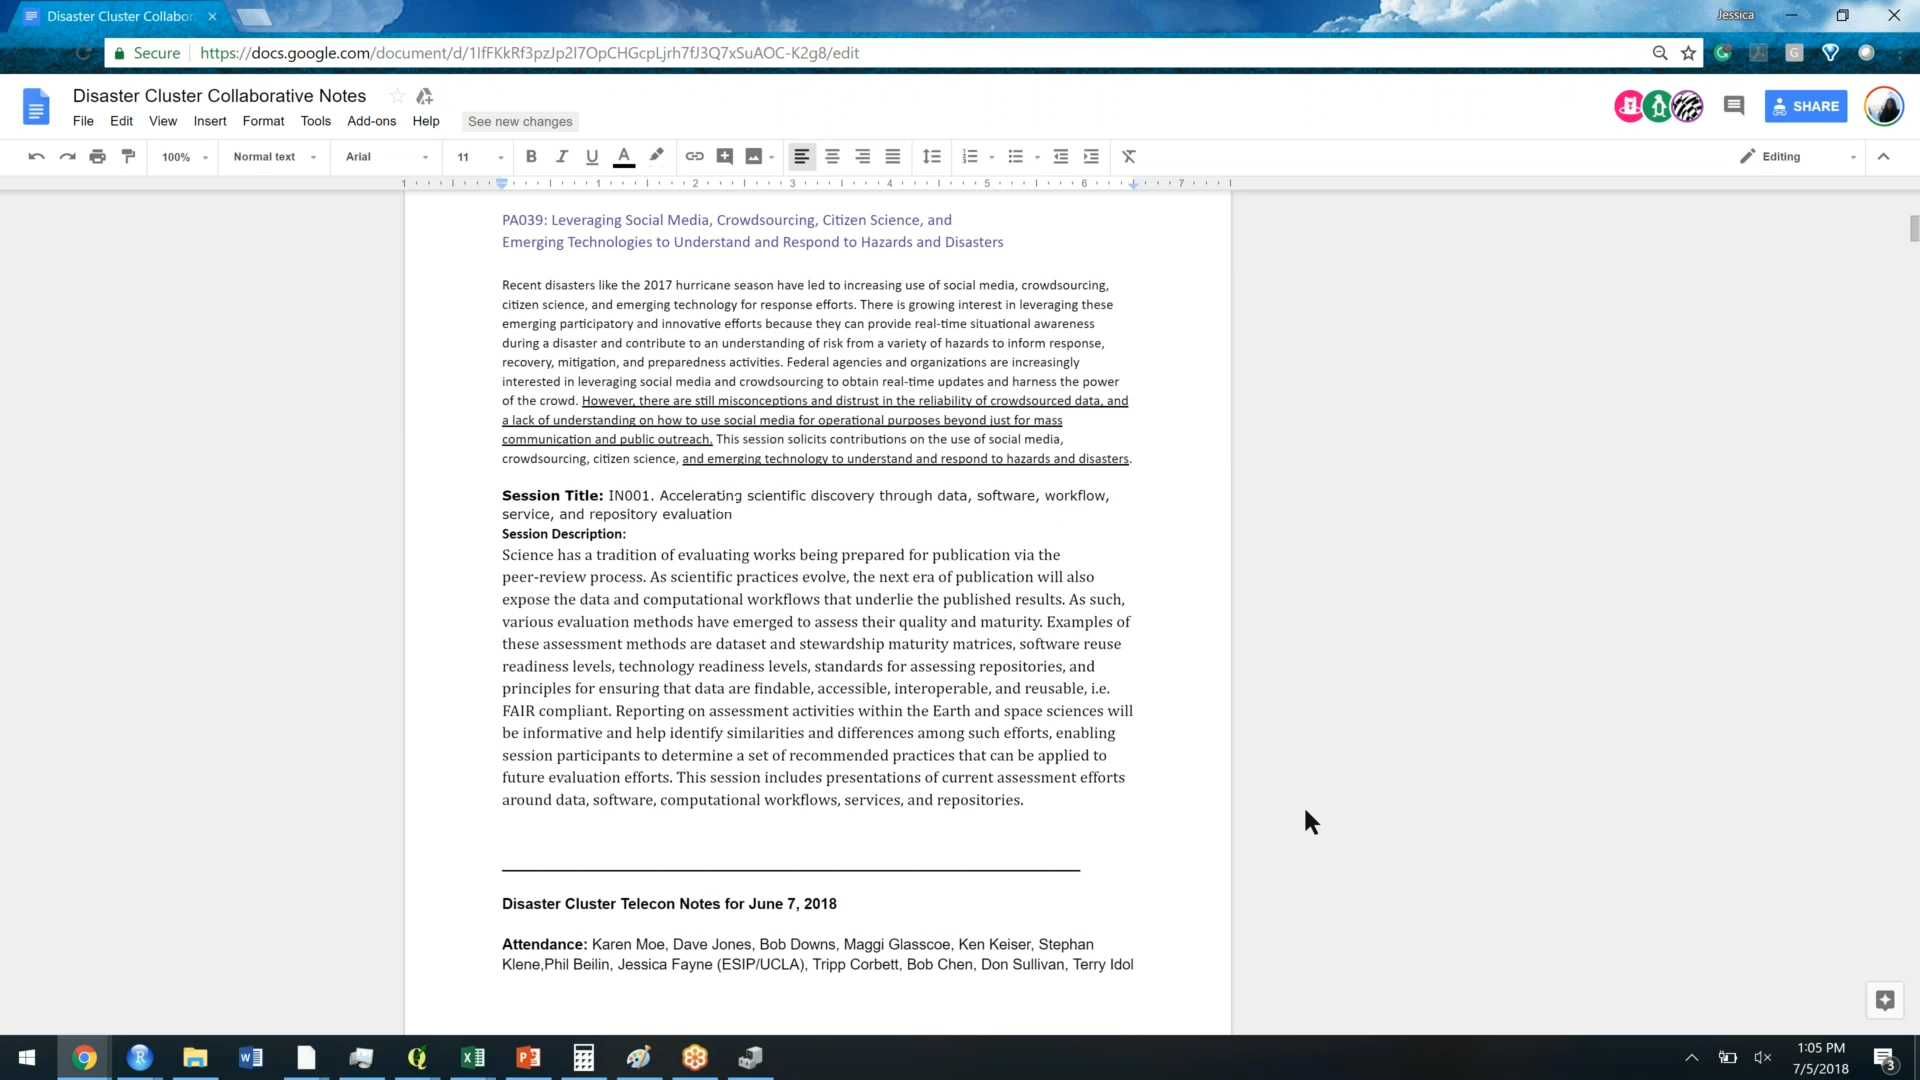 Disaster Cluster Collabor
Jessica
Secure
https://docs.google.com/document/d/1IfFKkRf3pzJp2I7OpCHGcpLjrh7fJ3Q7xSuAOC-K2g8/edit
Disaster Cluster Collaborative Notes
File Edit View Insert Format Tools Add-ons Help See new changes
SHARE
100% Normal text Arial 11 B I U A Editing
1 1 2 3 4 5 6 7
PA039: Leveraging Social Media, Crowdsourcing, Citizen Science, and
Emerging Technologies to Understand and Respond to Hazards and Disasters
Recent disasters like the 2017 hurricane season have led to increasing use of social media, crowdsourcing,
citizen science, and emerging technology for response efforts. There is growing interest in leveraging these
emerging participatory and innovative efforts because they can provide real-time situational awareness
during a disaster and contribute to an understanding of risk from a variety of hazards to inform response,
recovery, mitigation, and preparedness activities. Federal agencies and organizations are increasingly
interested in leveraging social media and crowdsourcing to obtain real-time updates and harness the power
of the crowd. However, there are still misconceptions and distrust in the reliability of crowdsourced data, and
a lack of understanding on how to use social media for operational purposes beyond just for mass
communication and public outreach. This session solicits contributions on the use of social media,
crowdsourcing, citizen science, and emerging technology to understand and respond to hazards and disasters.
Session Title: IN001. Accelerating scientific discovery through data, software, workflow,
service, and repository evaluation
Session Description:
Science has a tradition of evaluating works being prepared for publication via the
peer-review process. As scientific practices evolve, the next era of publication will also
expose the data and computational workflows that underlie the published results. As such,
various evaluation methods have emerged to assess their quality and maturity. Examples of
these assessment methods are dataset and stewardship maturity matrices, software reuse
readiness levels, technology readiness levels, standards for assessing repositories, and
principles for ensuring that data are findable, accessible, interoperable, and reusable, i.e.
FAIR compliant. Reporting on assessment activities within the Earth and space sciences will
be informative and help identify similarities and differences among such efforts, enabling
session participants to determine a set of recommended practices that can be applied to
future evaluation efforts. This session includes presentations of current assessment efforts
around data, software, computational workflows, services, and repositories.
Disaster Cluster Telecon Notes for June 7, 2018
Attendance: Karen Moe, Dave Jones, Bob Downs, Maggi Glasscoe, Ken Keiser, Stephan
Klene,Phil Beilin, Jessica Fayne (ESIP/UCLA), Tripp Corbett, Bob Chen, Don Sullivan, Terry Idol
1:05 PM
7/5/2018
3